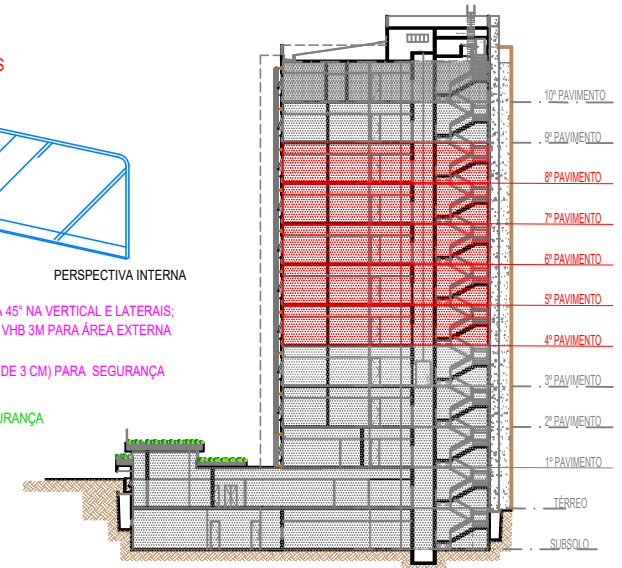 S
PERSPECTIVA INTERNA
A 45° NA VERTICAL E LATERAIS;
VHB 3M PARA ÁREA EXTERNA
DE 3 CM) PARA SEGURANÇA
URANÇA
10º PAVIMENTO
9º PAVIMENTO
8º PAVIMENTO
7º PAVIMENTO
6º PAVIMENTO
5º PAVIMENTO
4º PAVIMENTO
3º PAVIMENTO
2º PAVIMENTO
1º PAVIMENTO
TÉRREO
SUBSOLO